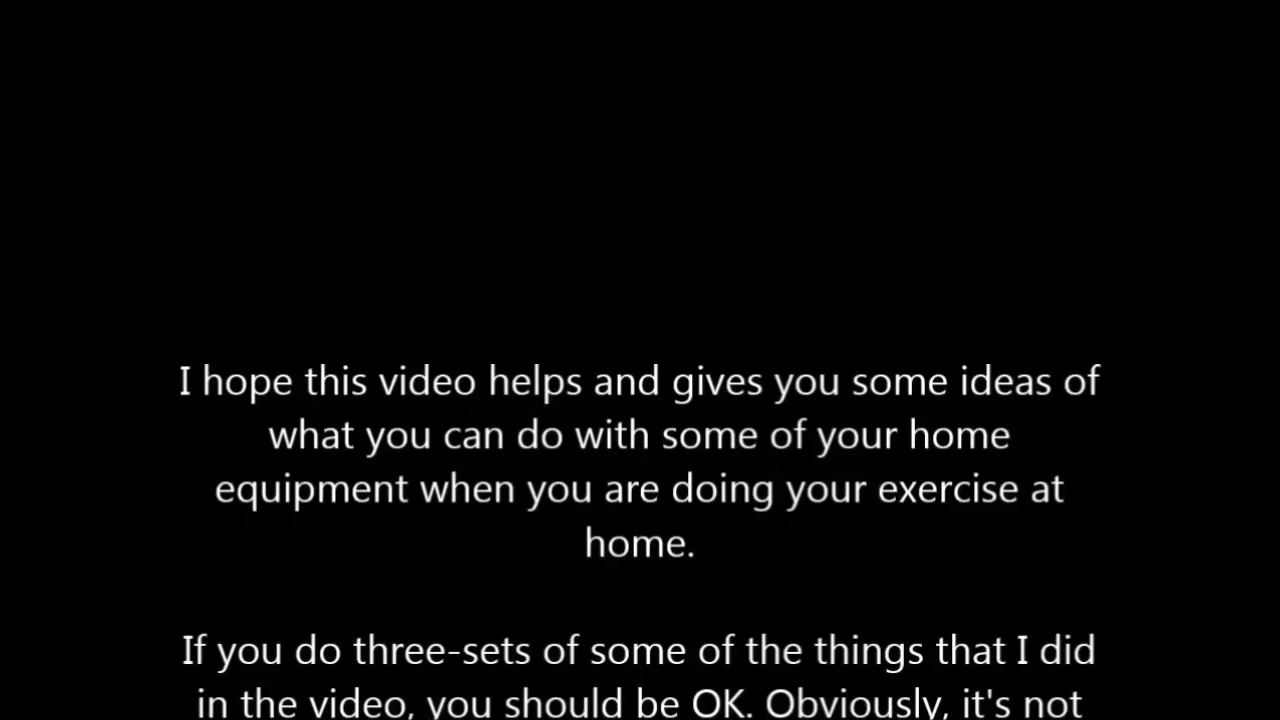 I hope this video helps and gives you some ideas of
what you can do with some of your home
equipment when you are doing your exercise at
home.
If you do three-sets of some of the things that I did
in the video, you should be OK. Obviously, it's not